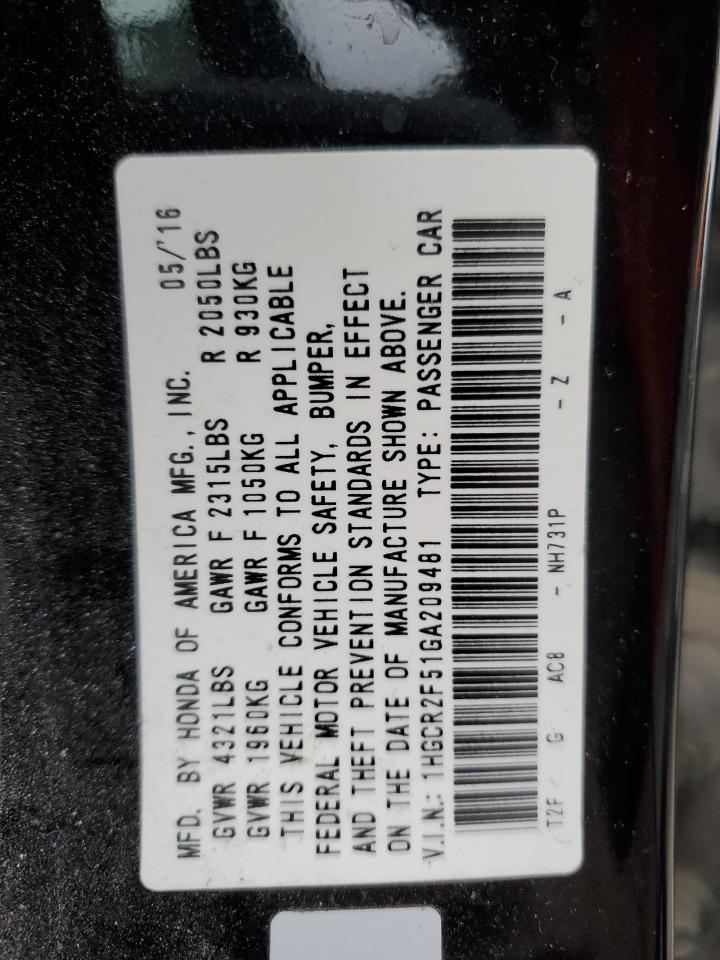 MFD. BY HONDA OF AMERICA MFG., INC. 05/'16
GVWR 4321LBS GAWR F 2315LBS R 2050LBS
GVWR 1960KG GAWR F 1050KG R 930KG
THIS VEHICLE CONFORMS TO ALL APPLICABLE
FEDERAL MOTOR VEHICLE SAFETY, BUMPER,
AND THEFT PREVENTION STANDARDS IN EFFECT
ON THE DATE OF MANUFACTURE SHOWN ABOVE.
V.I.N.: 1HGCR2F51GA209481 TYPE: PASSENGER CAR
T2F G AC8 - NH731P - Z - A